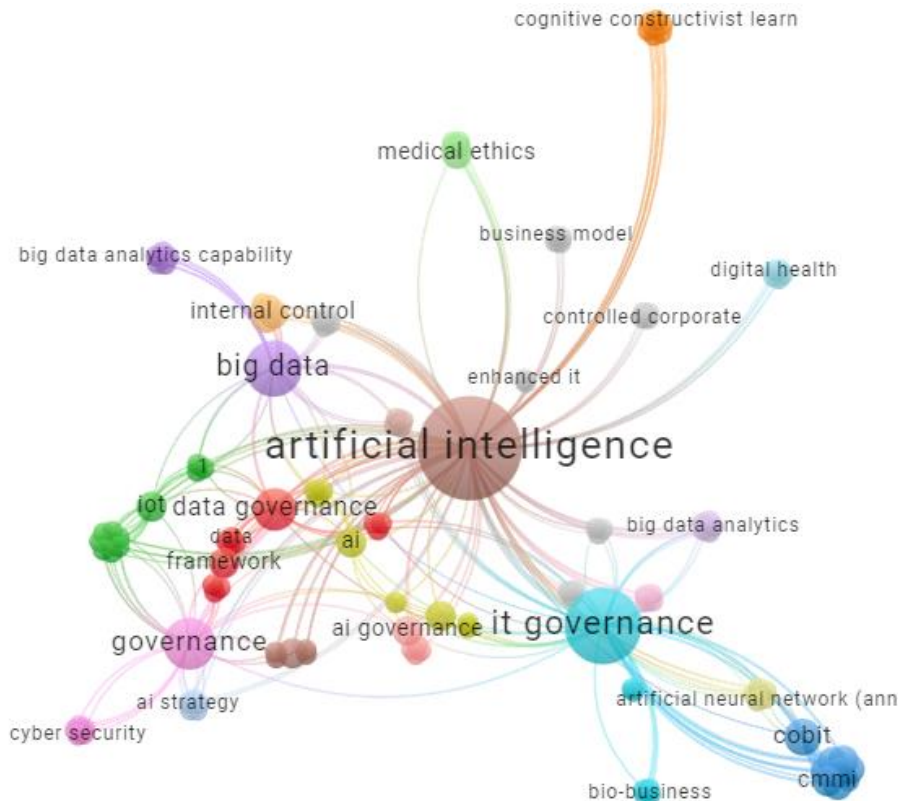 cognitive constructivist learn
medical ethics
business model
big data analytics capability
digital health
internal control
controlled corporate
big data
enhanced it
artificial intelligence
1
iot
data governance
big data analytics
data
ai
framework
it governance
ai governance
governance
ai strategy
artificial neural network (ann
cyber security
cobit
cmmi
bio-business